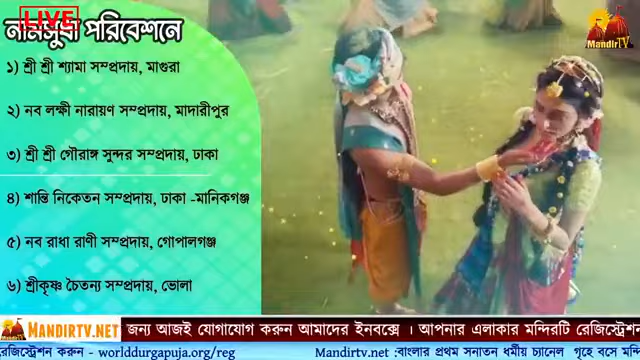 LIVE
নামসুধা পরিবেশনে
১) শ্রী শ্রী শ্যামা সম্প্রদায়, মাগুরা
২) নব লক্ষী নারায়ণ সম্প্রদায়, মাদারীপুর
৩) শ্রী শ্রী গৌরাঙ্গ সুন্দর সম্প্রদায়, ঢাকা
৪) শান্তি নিকেতন সম্প্রদায়, ঢাকা -মানিকগঞ্জ
৫) নব রাধা রাণী সম্প্রদায়, গোপালগঞ্জ
৬) শ্রীকৃষ্ণ চৈতন্য সম্প্রদায়, ভোলা
MandirTV
MANDIRTV.NET জন্য আজই যোগাযোগ করুন আমাদের ইনবক্সে । আপনার এলাকার মন্দিরটি রেজিস্ট্রেশন
রেজিস্ট্রেশন করুন - worlddurgapuja.org/reg Mandirtv.net :বাংলার প্রথম সনাতন ধর্মীয় চ্যানেল গৃহে বসে